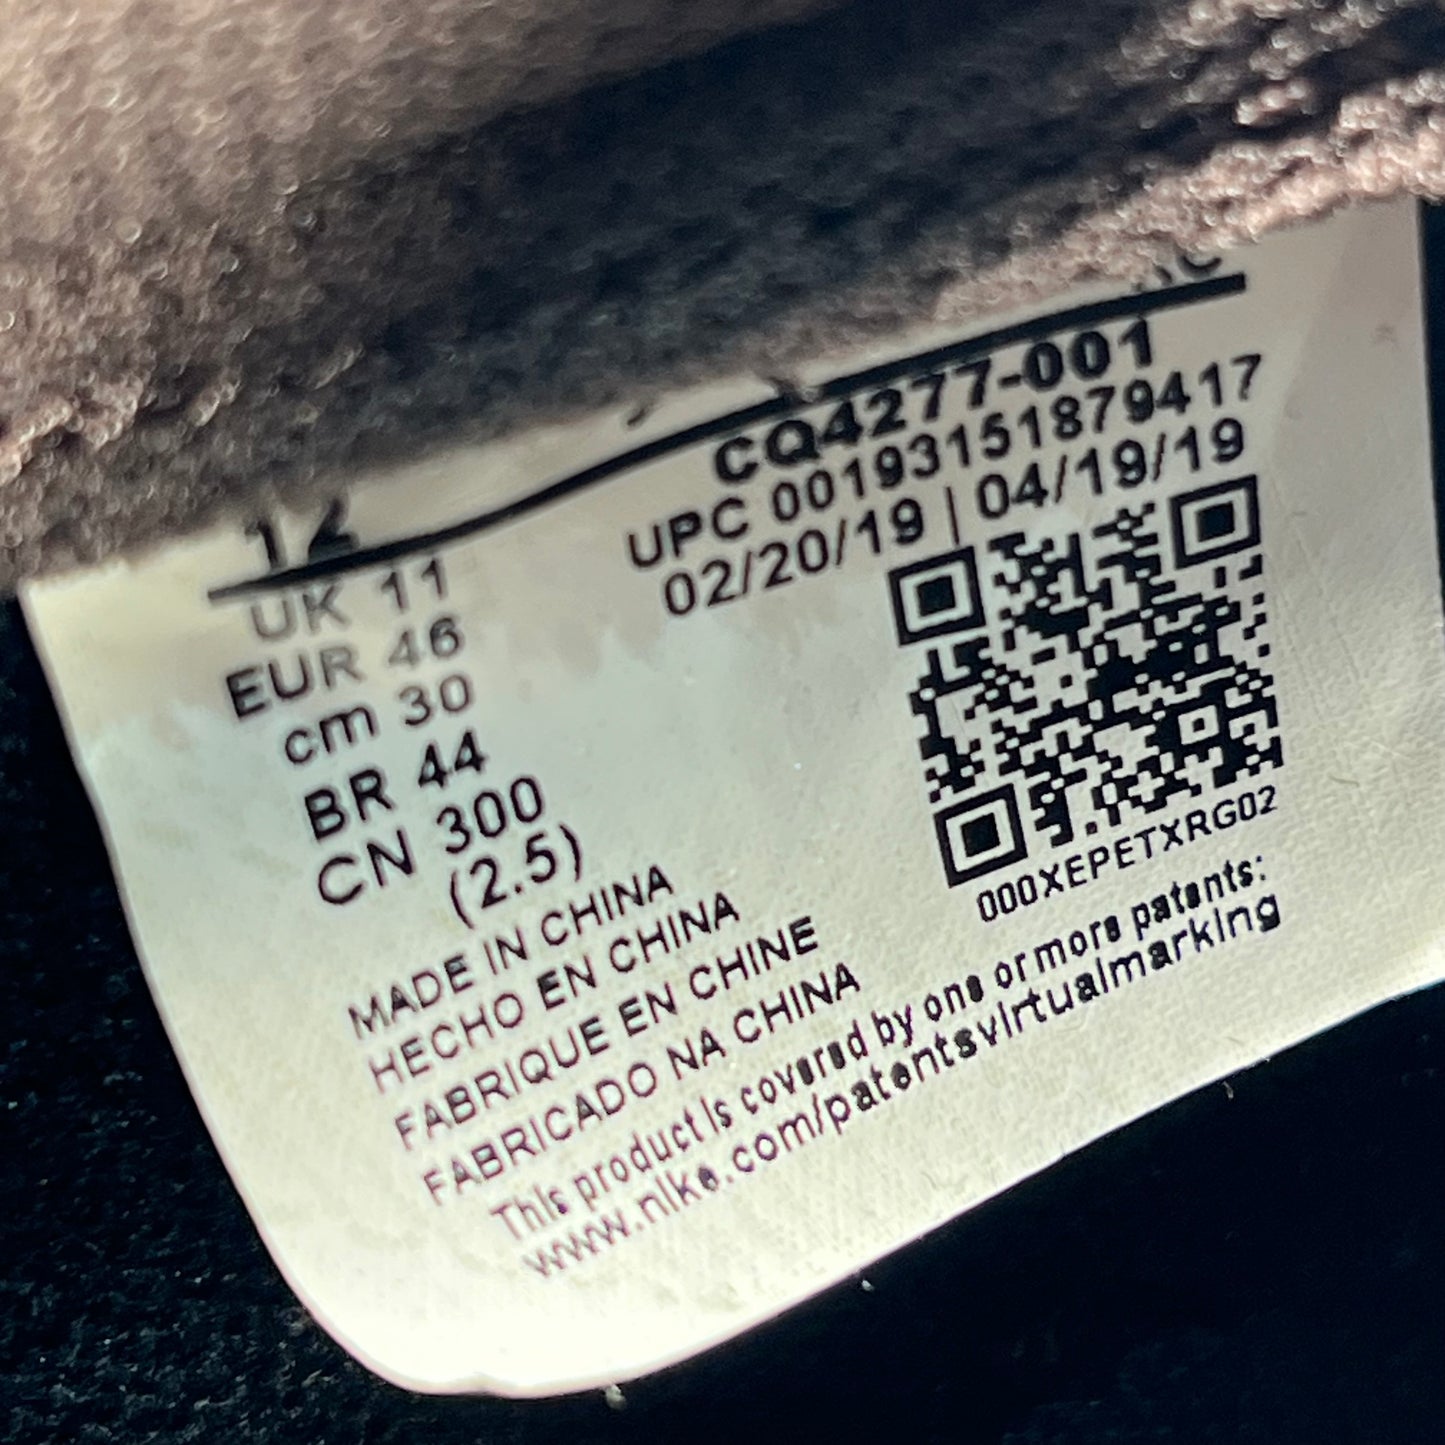 12
UK 11
EUR 46
cm 30
BR 44
CN 300
(2.5)
CQ4277-001
UPC 00193151879417
02/20/19 | 04/19/19
000XEPETXRG02
MADE IN CHINA
HECHO EN CHINA
FABRIQUE EN CHINE
FABRICADO NA CHINA
This product is covered by one or more patents:
www.nike.com/patentsvirtualmarking